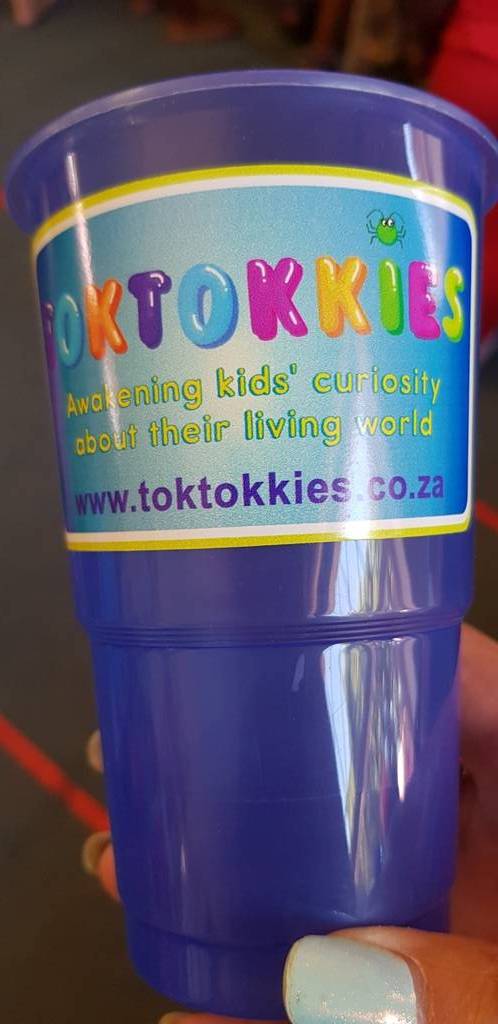 TOKTOKKIES
Awakening kids' curiosity
about their living world
www.toktokkies.co.za